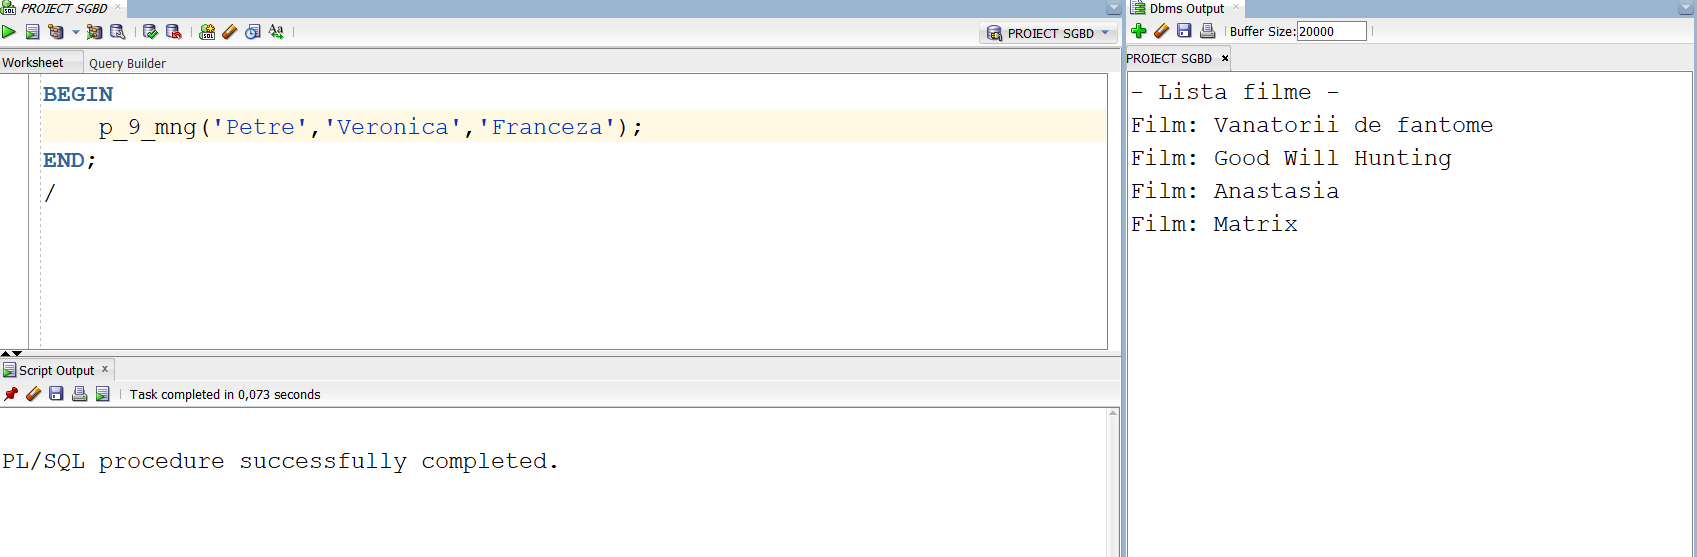 PROIECT SGBD
PROIECT SGBD
Worksheet Query Builder
BEGIN
p_9_mng('Petre','Veronica','Franceza');
END;
/
Script Output
Task completed in 0,073 seconds
PL/SQL procedure successfully completed.
Dbms Output
Buffer Size: 20000
PROIECT SGBD
- Lista filme -
Film: Vanatorii de fantome
Film: Good Will Hunting
Film: Anastasia
Film: Matrix